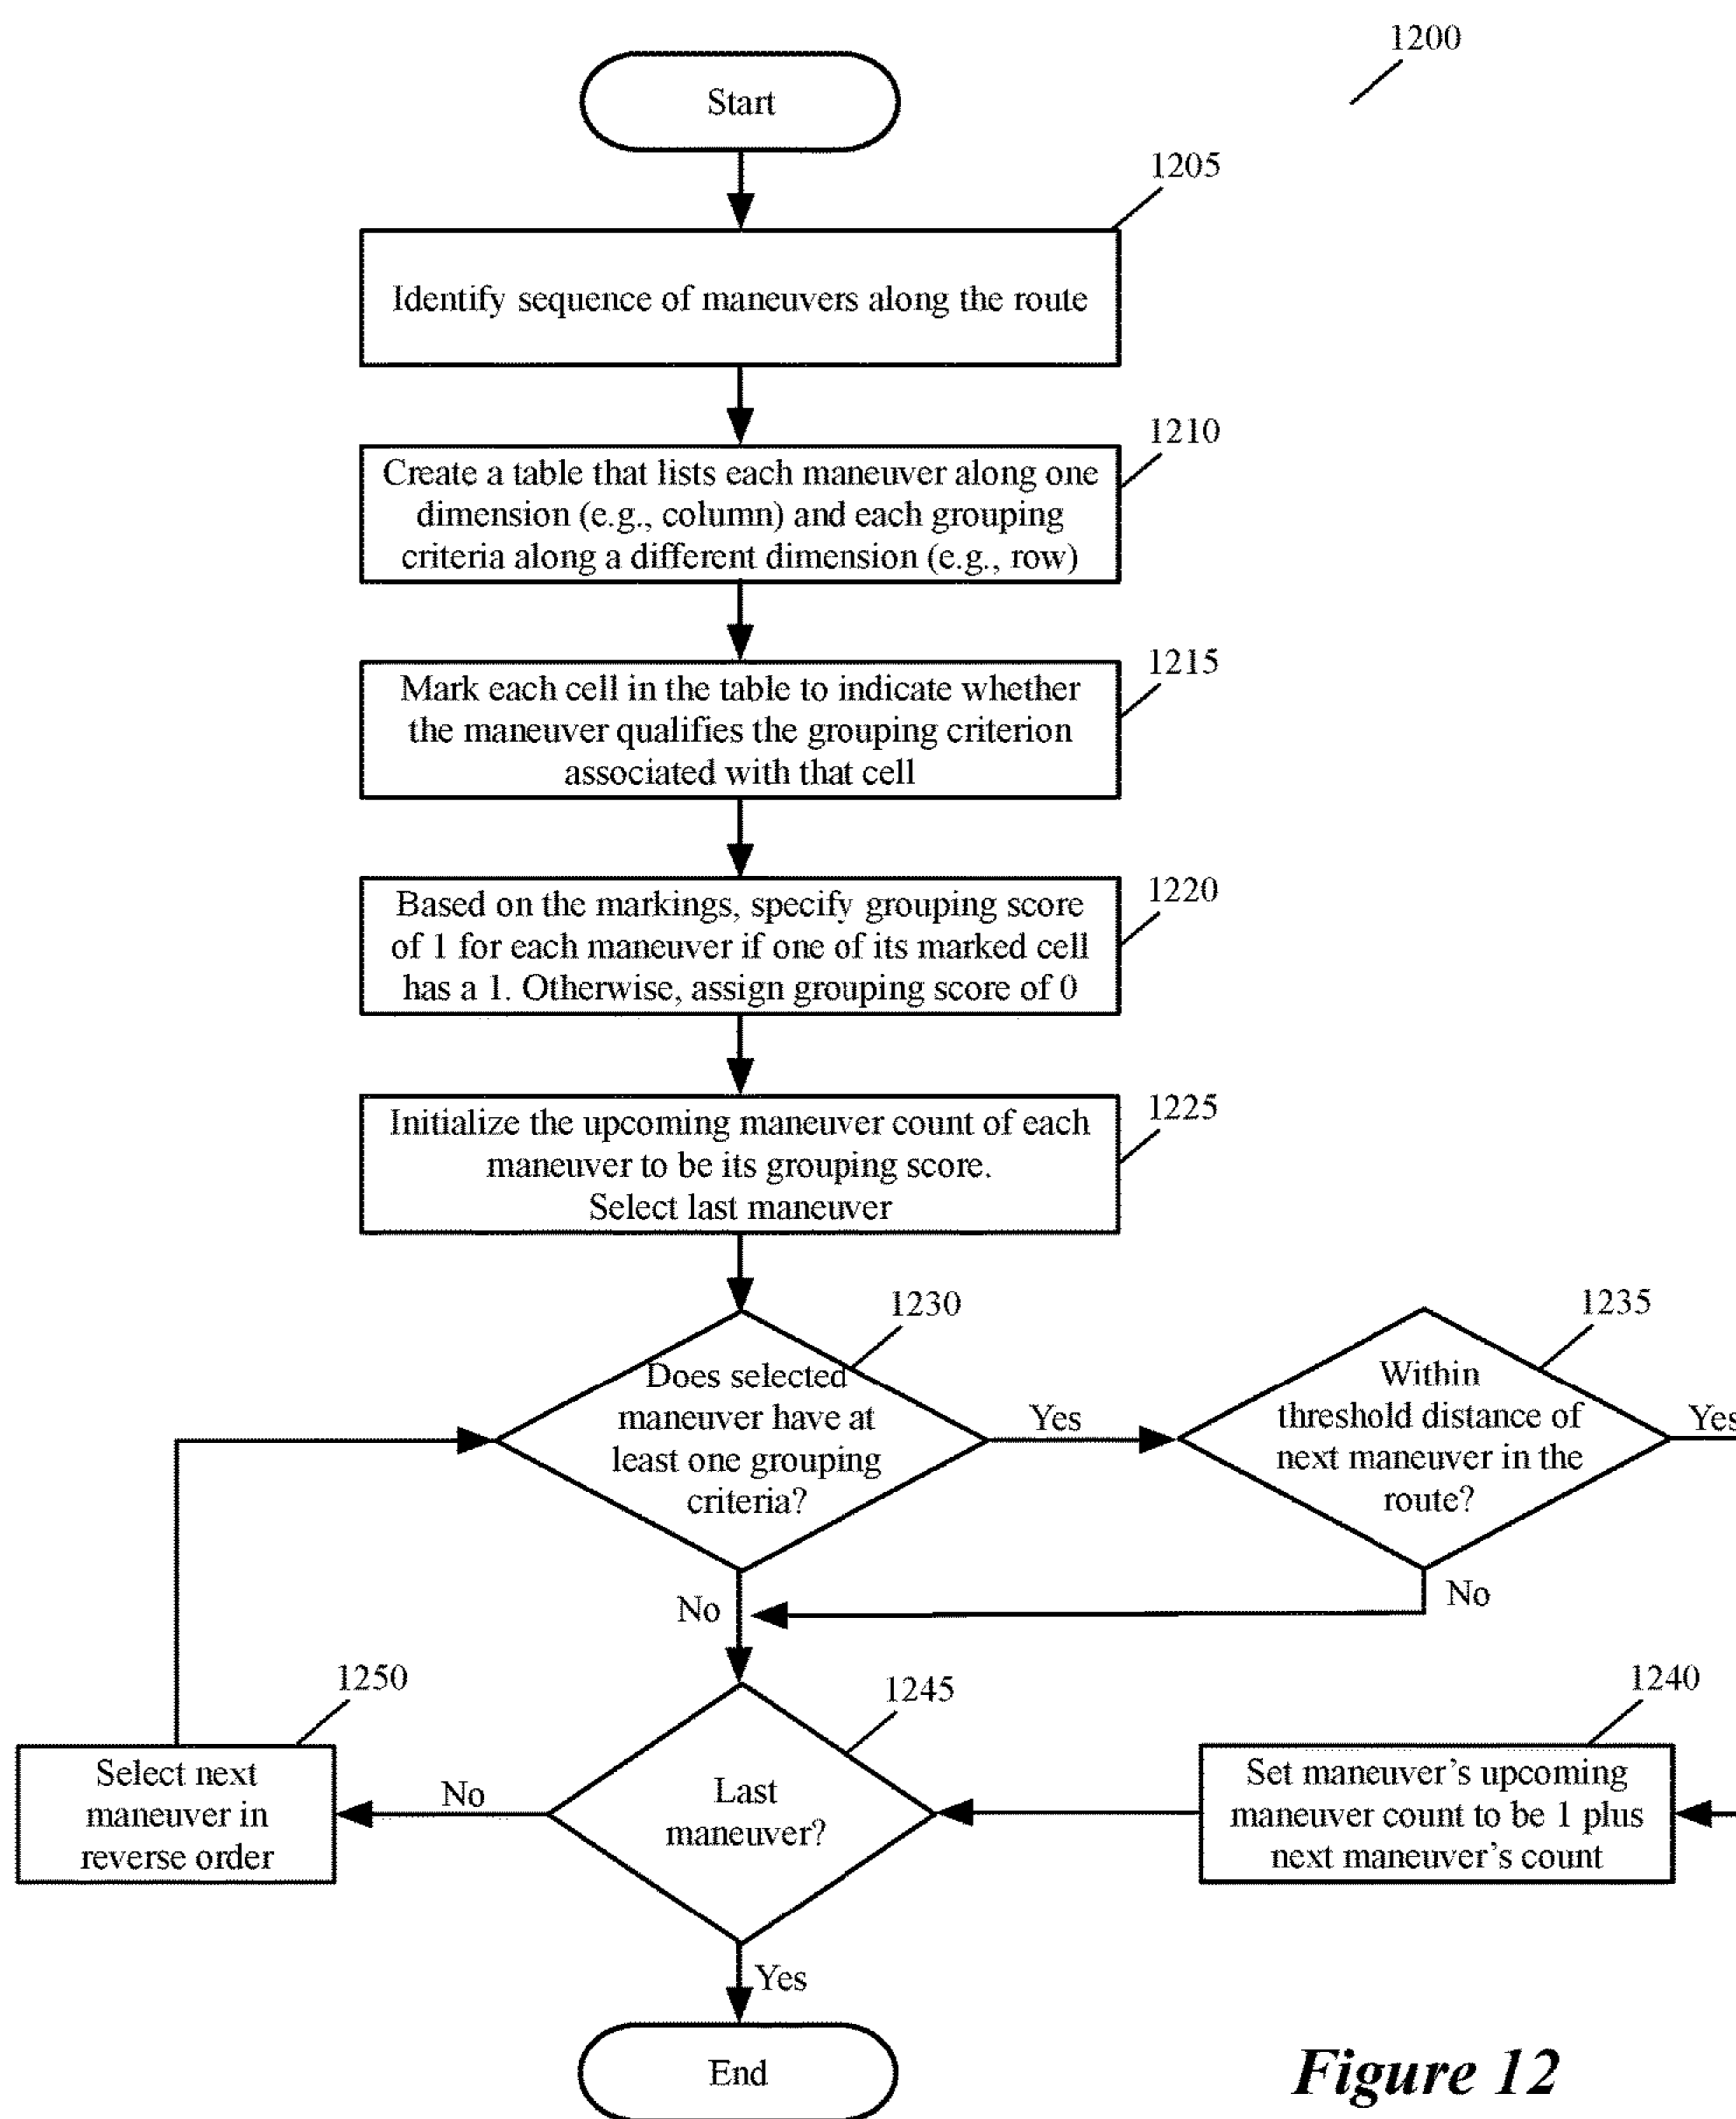 1200
Start
1205
Identify sequence of maneuvers along the route
1210
Create a table that lists each maneuver along one
dimension (e.g., column) and each grouping
criteria along a different dimension (e.g., row)
1215
Mark each cell in the table to indicate whether
the maneuver qualifies the grouping criterion
associated with that cell
1220
Based on the markings, specify grouping score
of 1 for each maneuver if one of its marked cell
has a 1. Otherwise, assign grouping score of 0
1225
Initialize the upcoming maneuver count of each
maneuver to be its grouping score.
Select last maneuver
1230
Does selected
maneuver have at
least one grouping
criteria?
Yes
1235
Within
threshold distance of
next maneuver in the
route?
Yes
No
No
1250
Select next
maneuver in
reverse order
No
1245
Last
maneuver?
1240
Set maneuver's upcoming
maneuver count to be 1 plus
next maneuver's count
Yes
End
Figure 12